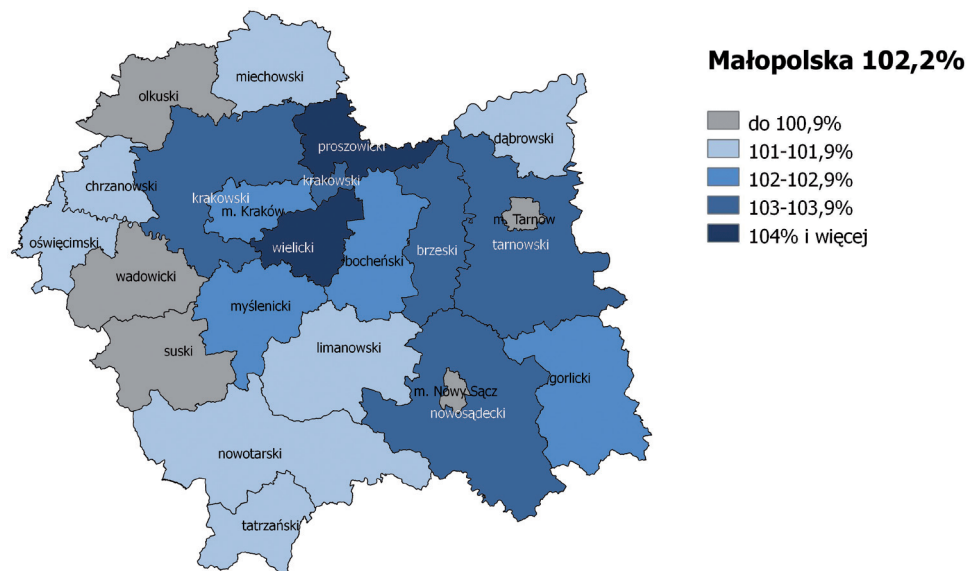 Małopolska 102,2%
do 100,9%
101-101,9%
102-102,9%
103-103,9%
104% i więcej
miechowski
olkuski
proszowicki
dąbrowski
chrzanowski
krakowski
krakowski
m. Kraków
m. Tarnów
oświęcimski
wielicki
bocheński
brzeski
tarnowski
wadowicki
myślenicki
suski
limanowski
gorlicki
m. Nowy Sącz
nowosądecki
nowotarski
tatrzański